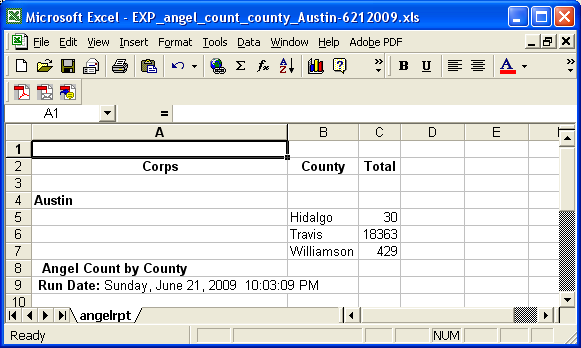 Microsoft Excel - EXP_angel_count_county_Austin-6212009.xls
File Edit View Insert Format Tools Data Window Help Adobe PDF
B U A
A1 =
A B C D E
1
2 Corps County Total
3
4 Austin
5 Hidalgo 30
6 Travis 18363
7 Williamson 429
8 Angel Count by County
9 Run Date: Sunday, June 21, 2009 10:03:09 PM
10
angelrpt
Ready NUM